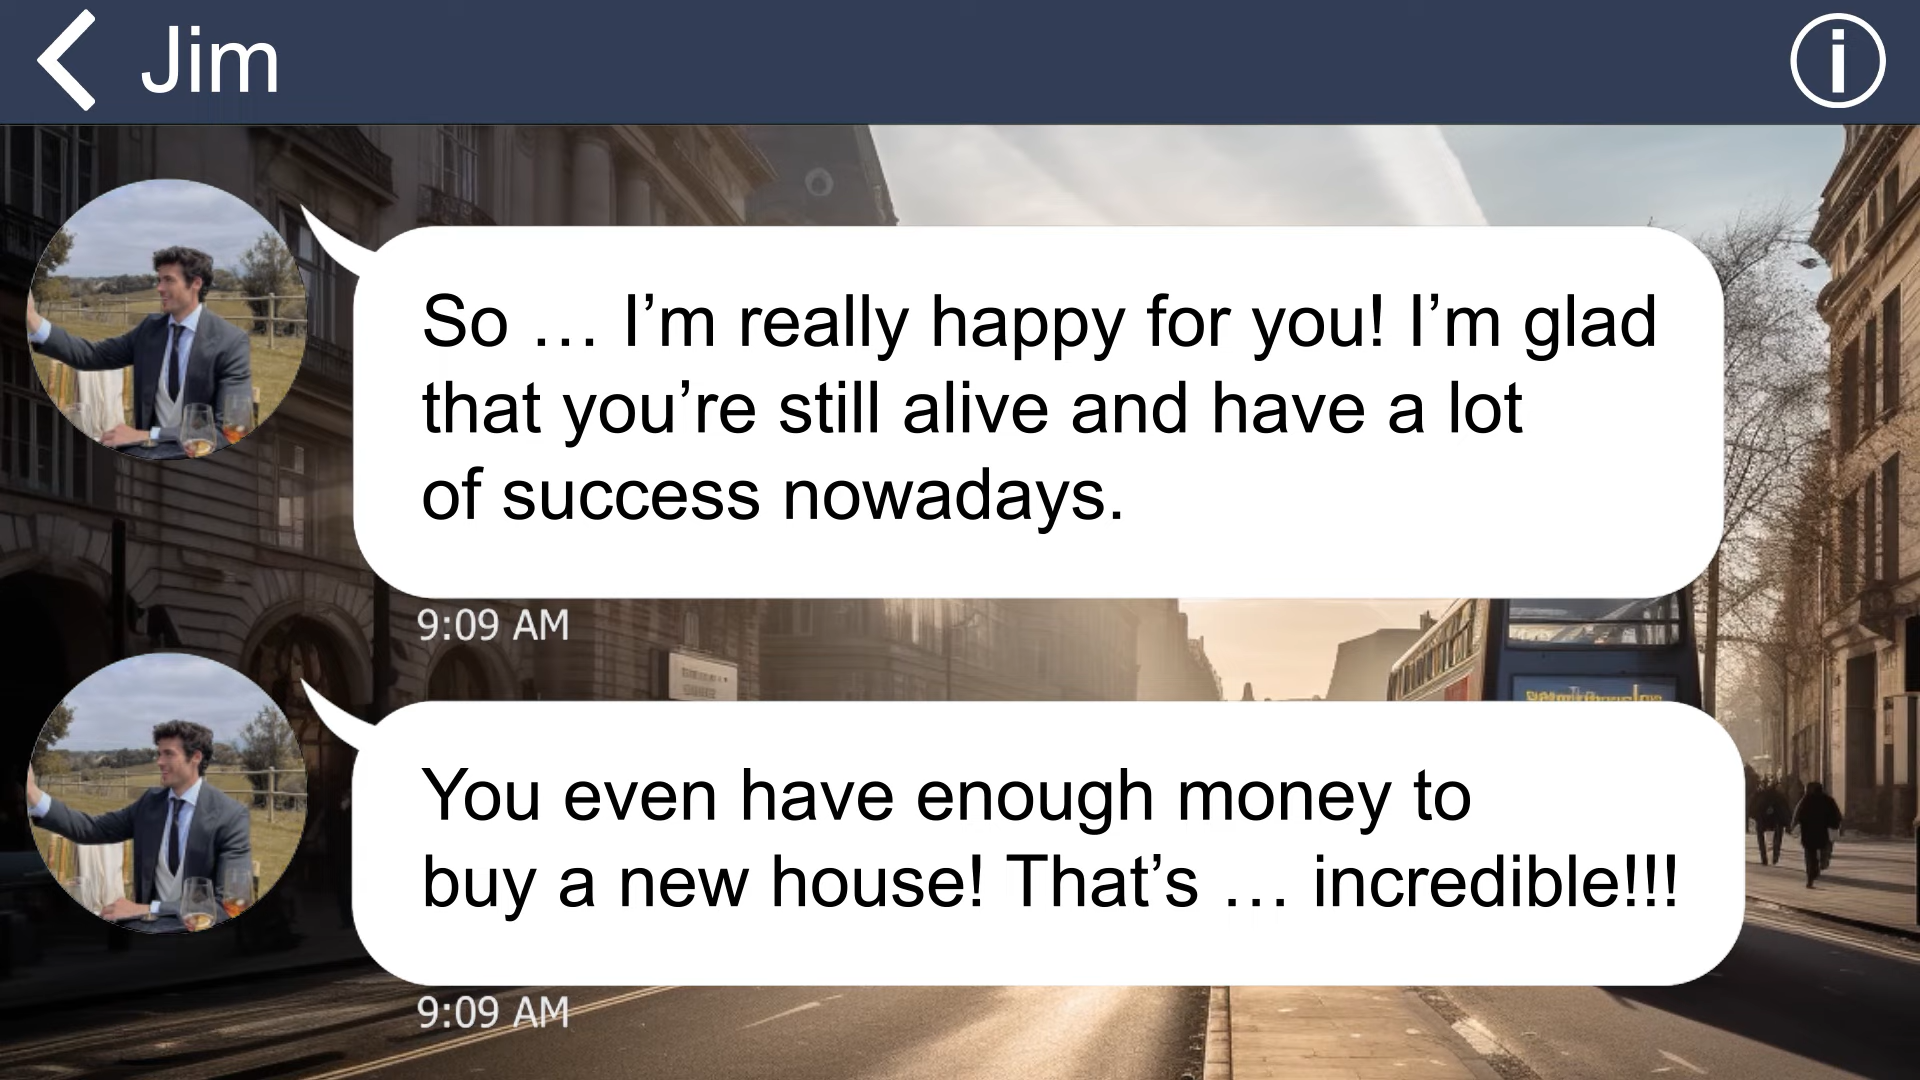 Jim
So … I’m really happy for you! I’m glad
that you’re still alive and have a lot
of success nowadays.
9:09 AM
You even have enough money to
buy a new house! That’s … incredible!!!
9:09 AM